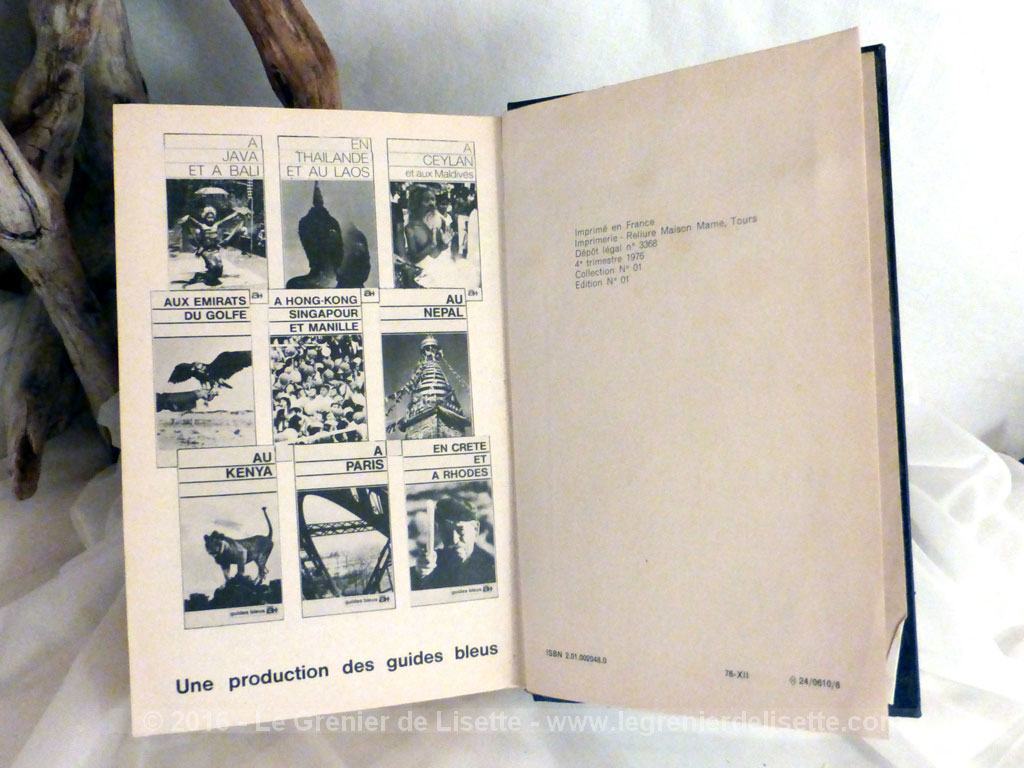 A
JAVA
ET A BALI
EN
THAILANDE
ET AU LAOS
A
CEYLAN
et aux Maldives
AUX EMIRATS
DU GOLFE
A HONG-KONG
SINGAPOUR
ET MANILLE
AU
NEPAL
AU
KENYA
guides bleus
A
PARIS
guides bleus
EN CRETE
ET
A RHODES
guides bleus
Une production des guides bleus
Imprimé en France
Imprimerie - Reliure Maison Mame, Tours
Dépôt légal n° 3368
4e trimestre 1976
Collection N° 01
Edition N° 01
ISBN 2.01.002048.0
76-XII
24/0610/6
© 2016 - Le Grenier de Lisette - www.legrenierdelisette.com